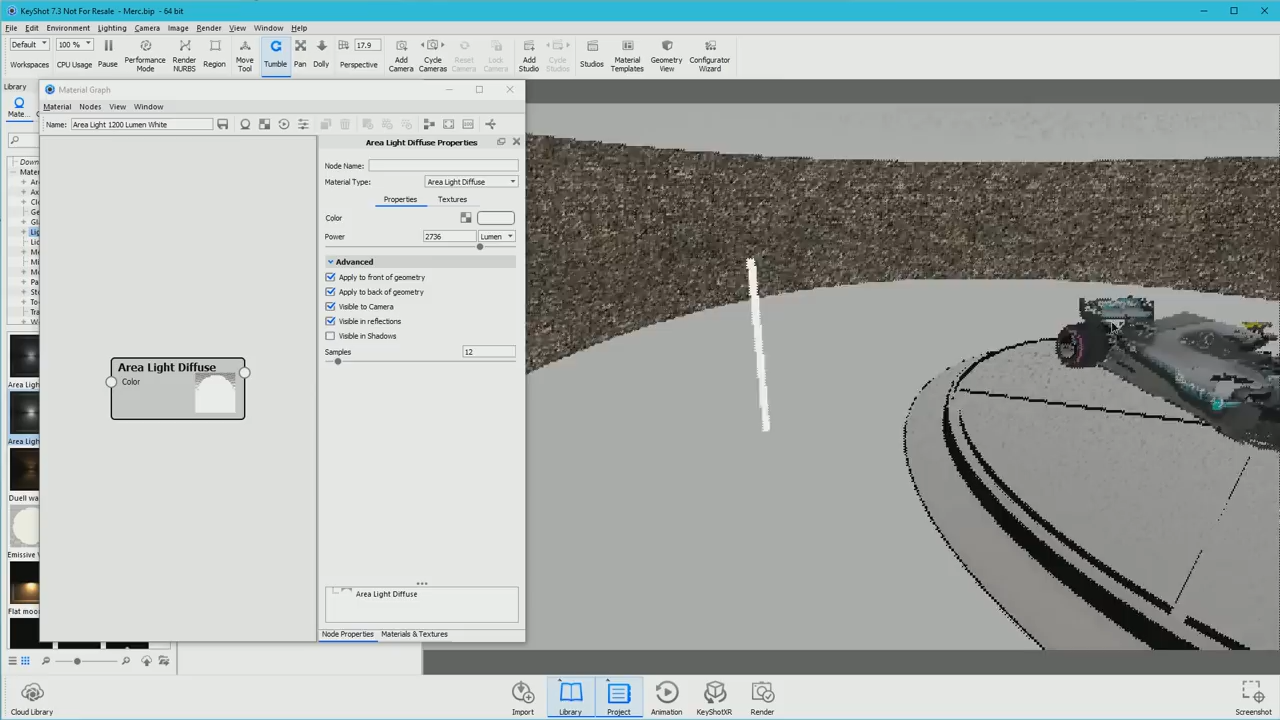 KeyShot 7.3 Not For Resale - Merc.bip - 64 bit
File Edit Environment Lighting Camera Image Render View Window Help
Default 100 % 17.9
Workspaces CPU Usage Pause Performance Mode Render NURBS Region Move Tool Tumble Pan Dolly Perspective Add Camera Cycle Cameras Reset Camera Lock Camera Add Studio Cycle Studios Studios Material Templates Geometry View Configurator Wizard
Library
Mate...
Material Graph
Material Nodes View Window
Name: Area Light 1200 Lumen White
Area Light Diffuse Properties
Node Name:
Material Type: Area Light Diffuse
Properties Textures
Color
Power 2736 Lumen
Advanced
Apply to front of geometry
Apply to back of geometry
Visible to Camera
Visible in reflections
Visible in Shadows
Samples 12
Area Light Diffuse
Color
Area Ligh
Area Ligh
Duell wa
Emissive W
Flat moo
Area Light Diffuse
Node Properties Materials & Textures
Cloud Library Import Library Project Animation KeyShotXR Render Screenshot